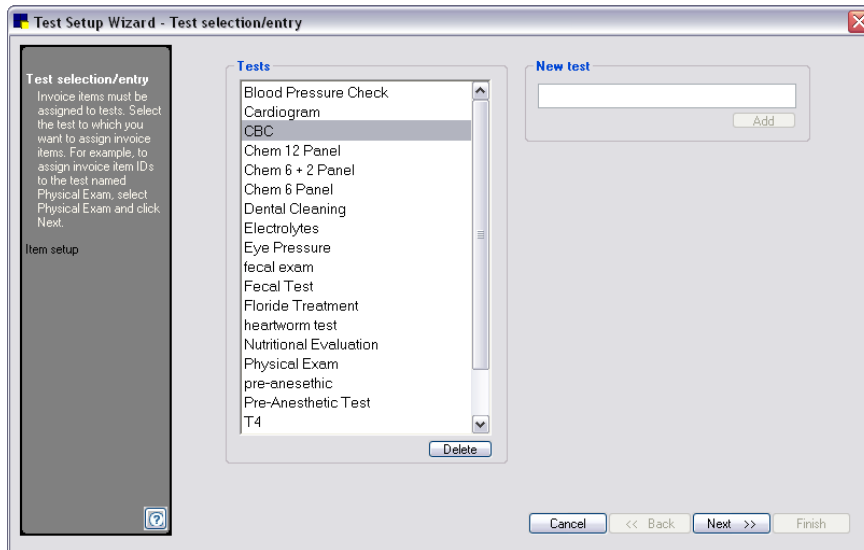 Test Setup Wizard - Test selection/entry
Test selection/entry
Invoice items must be
assigned to tests. Select
the test to which you
want to assign invoice
items. For example, to
assign invoice item IDs
to the test named
Physical Exam, select
Physical Exam and click
Next.
Item setup
Tests
Blood Pressure Check
Cardiogram
CBC
Chem 12 Panel
Chem 6 + 2 Panel
Chem 6 Panel
Dental Cleaning
Electrolytes
Eye Pressure
fecal exam
Fecal Test
Floride Treatment
heartworm test
Nutritional Evaluation
Physical Exam
pre-anesethic
Pre-Anesthetic Test
T4
Delete
New test
Add
Cancel
<< Back
Next >>
Finish